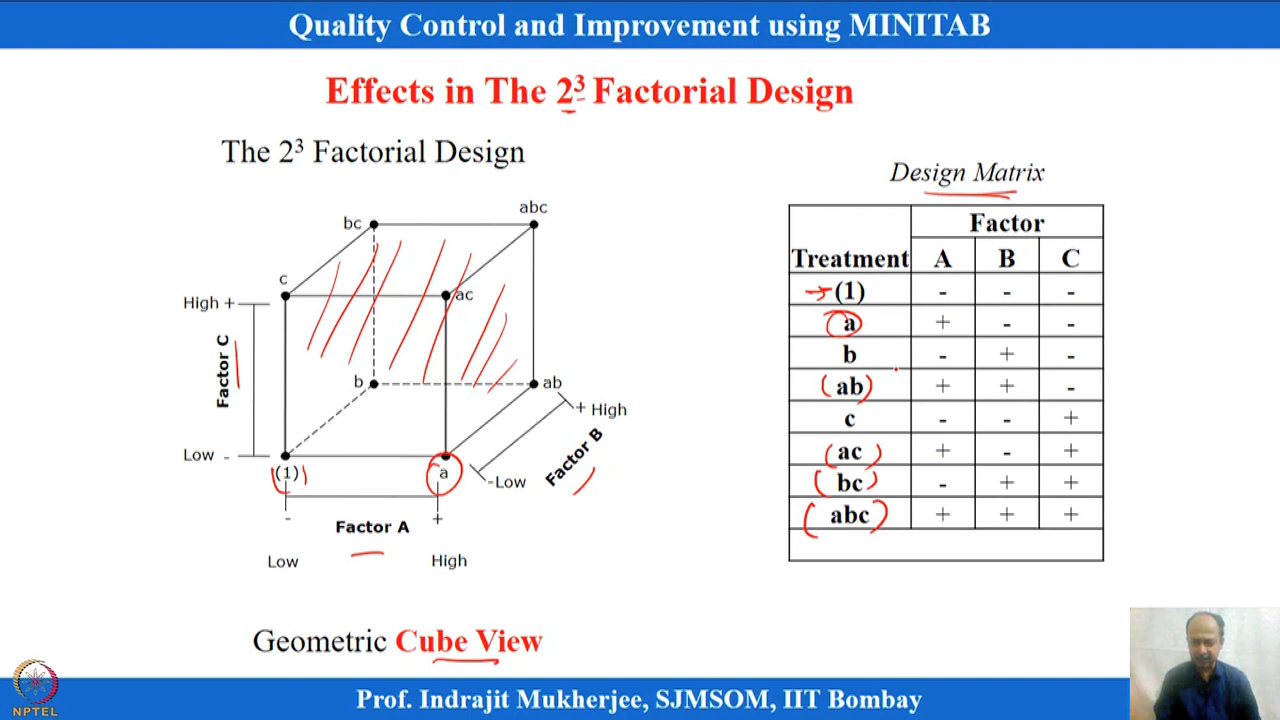 Quality Control and Improvement using MINITAB
Effects in The 2³ Factorial Design
The 2³ Factorial Design
Design Matrix
abc
bc
c
ac
High +
Factor C
b
ab
+ High
Factor B
Low -
(1)
a
-Low
- Factor A +
Low High
Factor
Treatment A B C
(1) - - -
a + - -
b - + -
ab + + -
c - - +
ac + - +
bc - + +
abc + + +
Geometric Cube View
NPTEL
Prof. Indrajit Mukherjee, SJMSOM, IIT Bombay